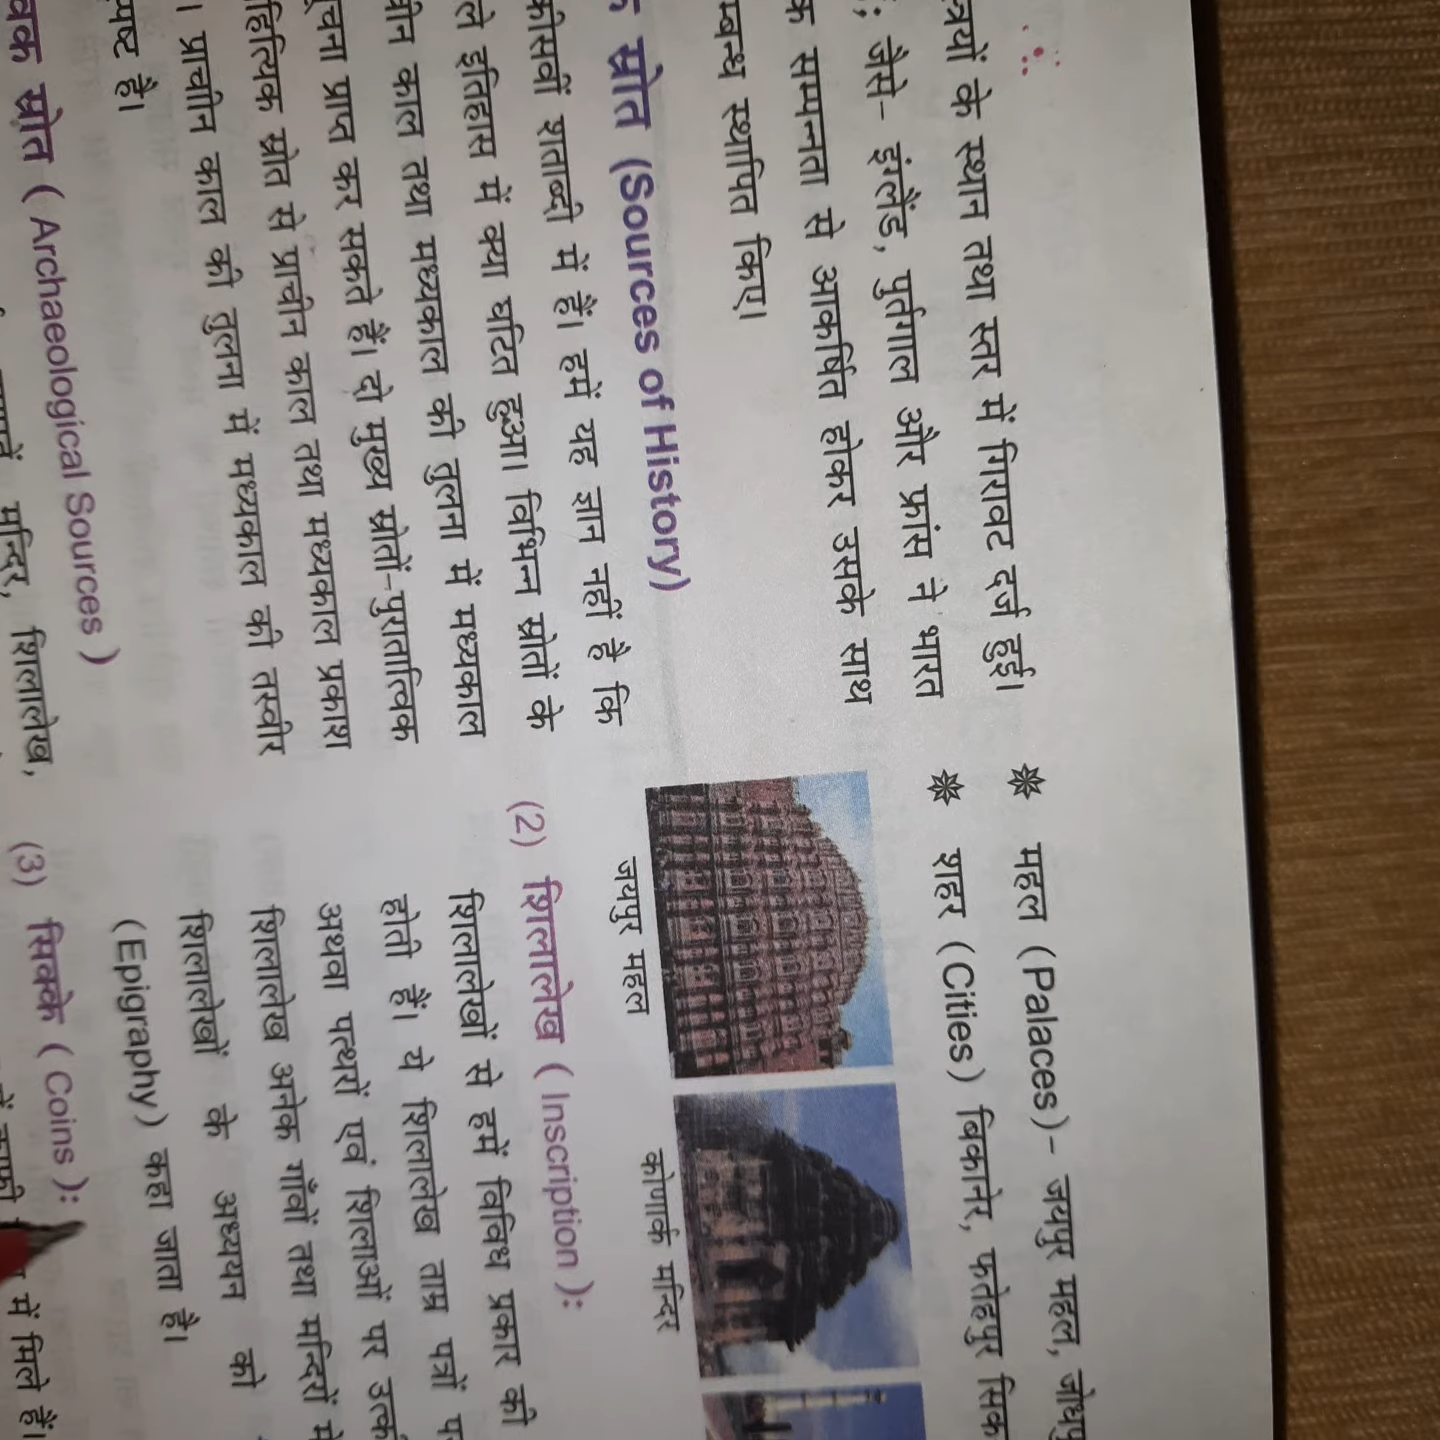 त्रयों के स्थान तथा स्तर में गिरावट दर्ज हुई।
; जैसे- इंग्लैंड, पुर्तगाल और फ्रांस ने भारत
क सम्पन्नता से आकर्षित होकर उसके साथ
म्बन्ध स्थापित किए।
स्रोत (Sources of History)
कीसवीं शताब्दी में हैं। हमें यह ज्ञान नहीं है कि
ले इतिहास में क्या घटित हुआ। विभिन्न स्रोतों के
चीन काल तथा मध्यकाल की तुलना में मध्यकाल
चना प्राप्त कर सकते हैं। दो मुख्य स्रोतों-पुरातात्विक
हित्यिक स्रोत से प्राचीन काल तथा मध्यकाल प्रकाश
। प्राचीन काल की तुलना में मध्यकाल की तस्वीर
पष्ट है।
वक स्रोत ( Archaeological Sources )
मन्दिर, शिलालेख,
महल (Palaces)- जयपुर महल, जोधपु
शहर (Cities) बिकानेर, फतेहपुर सिक
जयपुर महल
कोणार्क मन्दिर
(2) शिलालेख ( Inscription ):
शिलालेखों से हमें विविध प्रकार की
होती हैं। ये शिलालेख ताम्र पत्रों प
अथवा पत्थरों एवं शिलाओं पर उत्की
शिलालेख अनेक गाँवों तथा मन्दिरों में
शिलालेखों के अध्ययन को
(Epigraphy) कहा जाता है।
(3) सिक्के ( Coins ):
में मिले हैं।